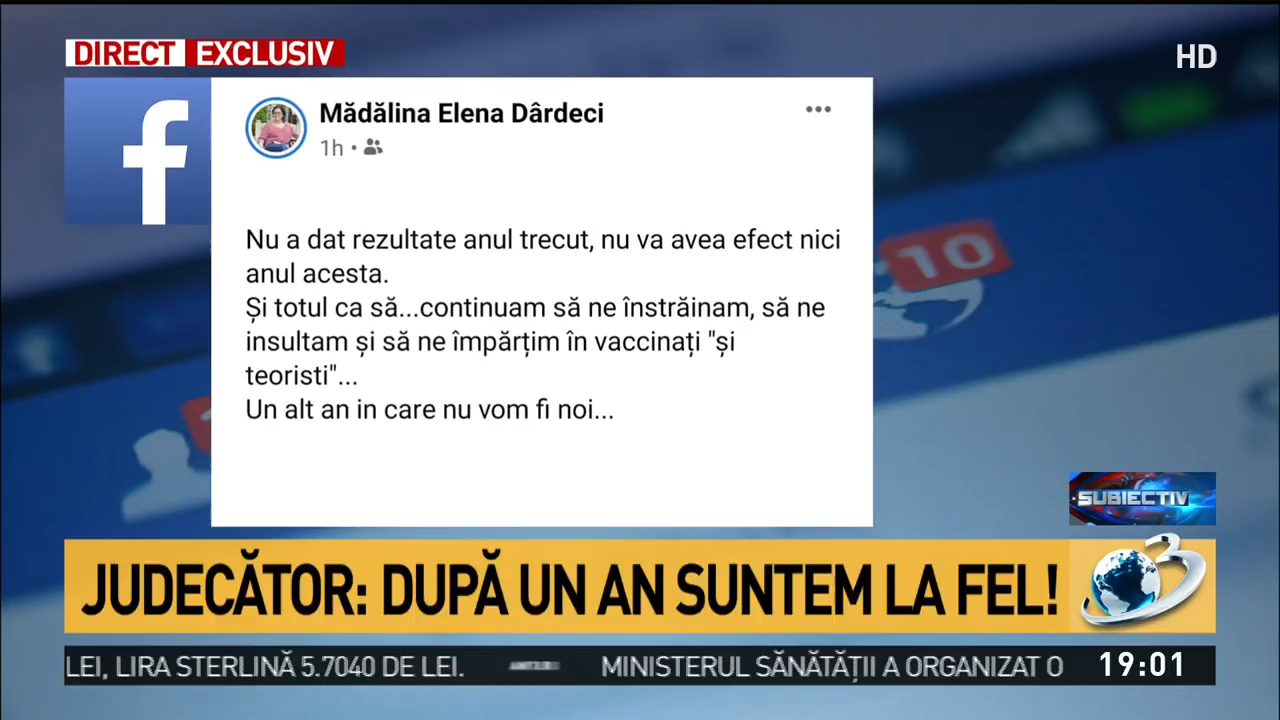 DIRECT EXCLUSIV
HD
f
Mădălina Elena Dârdeci
1h
10
Nu a dat rezultate anul trecut, nu va avea efect nici
anul acesta.
Și totul ca să...continuam să ne înstrăinam, să ne
insultam și să ne împărțim în vaccinați "și
teoristi"...
Un alt an in care nu vom fi noi...
SUBIECTIV
JUDECĂTOR: DUPĂ UN AN SUNTEM LA FEL!
3
LEI, LIRA STERLINĂ 5.7040 DE LEI. MINISTERUL SĂNĂTĂȚII A ORGANIZAT O 19:01